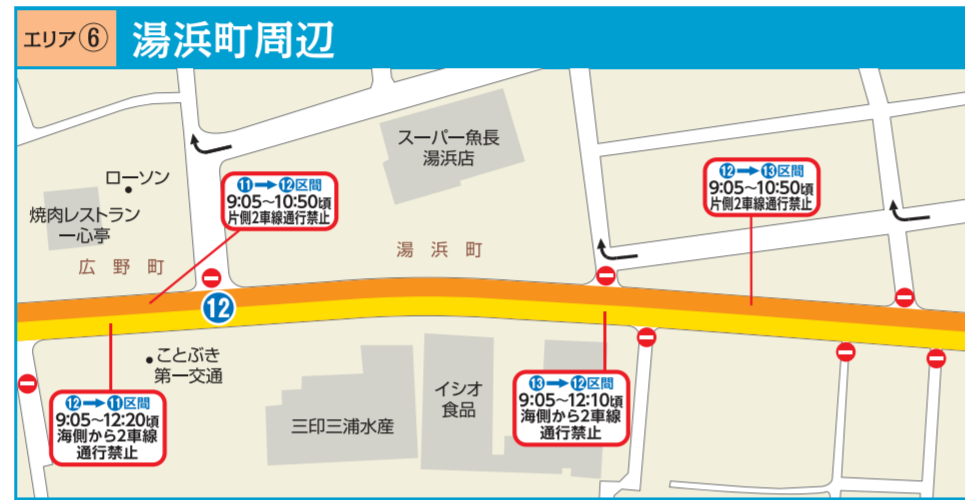 エリア⑥ 湯浜町周辺
スーパー魚長
湯浜店
ローソン
焼肉レストラン
一心亭
広野町
湯浜町
⑪→⑫区間
9:05～10:50頃
片側2車線通行禁止
⑫→⑬区間
9:05～10:50頃
片側2車線通行禁止
12
ことぶき
第一交通
⑫→⑪区間
9:05～12:20頃
海側から2車線
通行禁止
三印三浦水産
イシオ
食品
⑬→⑫区間
9:05～12:10頃
海側から2車線
通行禁止